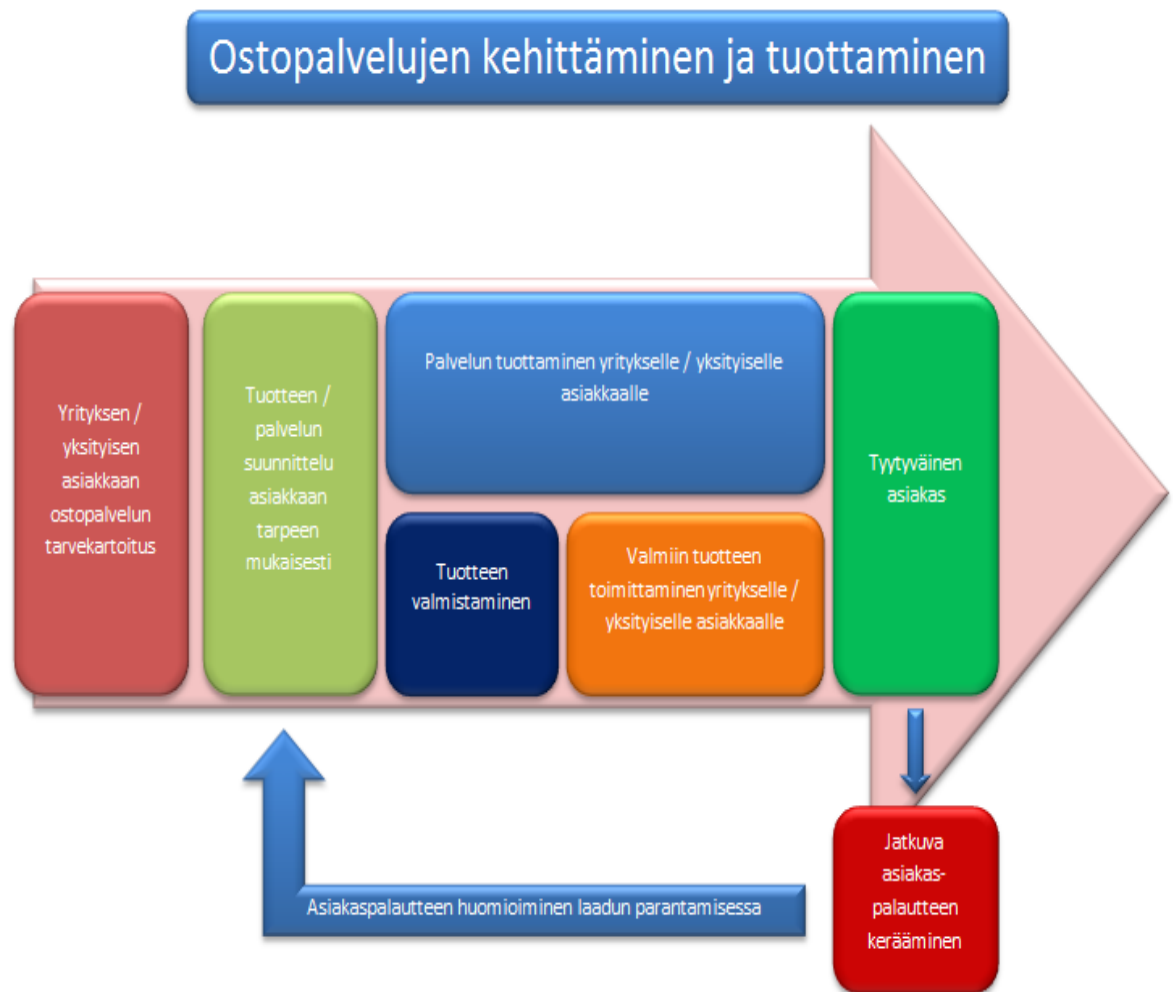 Ostopalvelujen kehittäminen ja tuottaminen
Yrityksen /
yksityisen
asiakkaan
ostopalvelun
tarvekartoitus
Tuotteen /
palvelun
suunnittelu
asiakkaan
tarpeen
mukaisesti
Palvelun tuottaminen yritykselle / yksityiselle
asiakkaalle
Tuotteen
valmistaminen
Valmiin tuotteen
toimittaminen yritykselle /
yksityiselle asiakkaalle
Tyytyväinen
asiakas
Jatkuva
asiakas-
palautteen
kerääminen
Asiakaspalautteen huomioiminen laadun parantamisessa